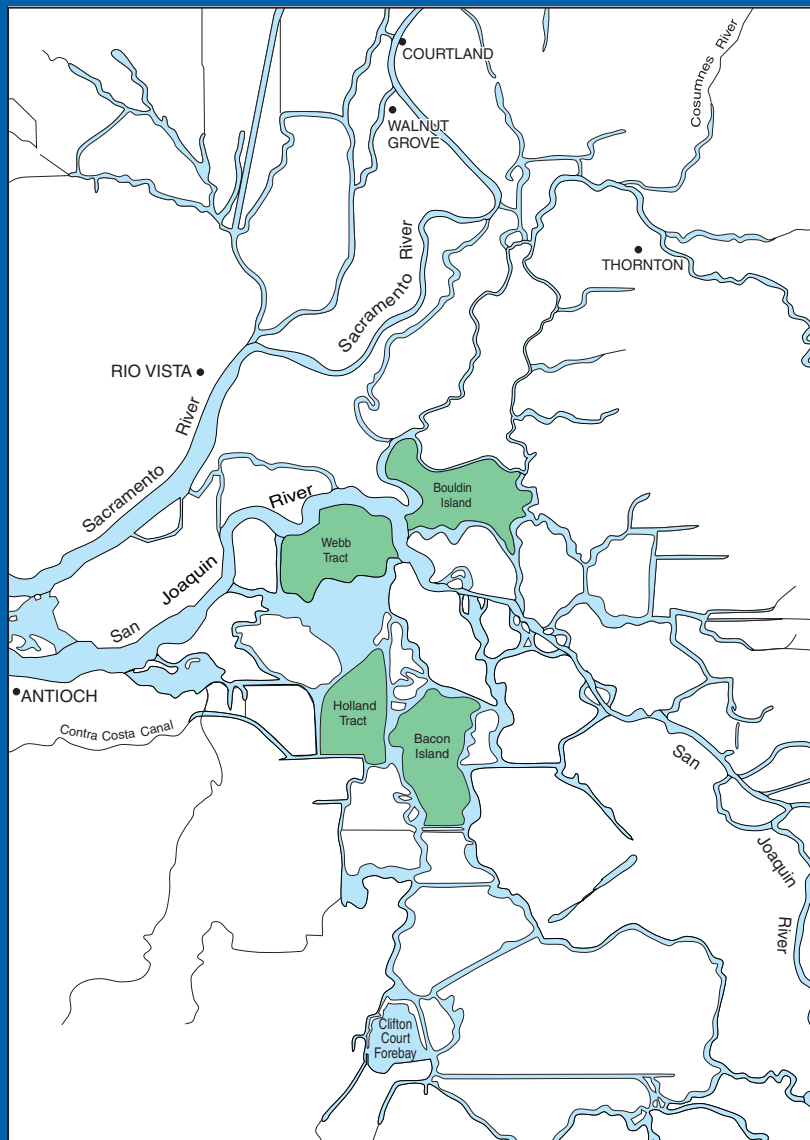 COURTLAND
Cosumnes River
WALNUT
GROVE
THORNTON
Sacramento River
RIO VISTA
Sacramento River
Bouldin
Island
San Joaquin River
Webb
Tract
ANTIOCH
Contra Costa Canal
Holland
Tract
Bacon
Island
San Joaquin River
Clifton
Court
Forebay